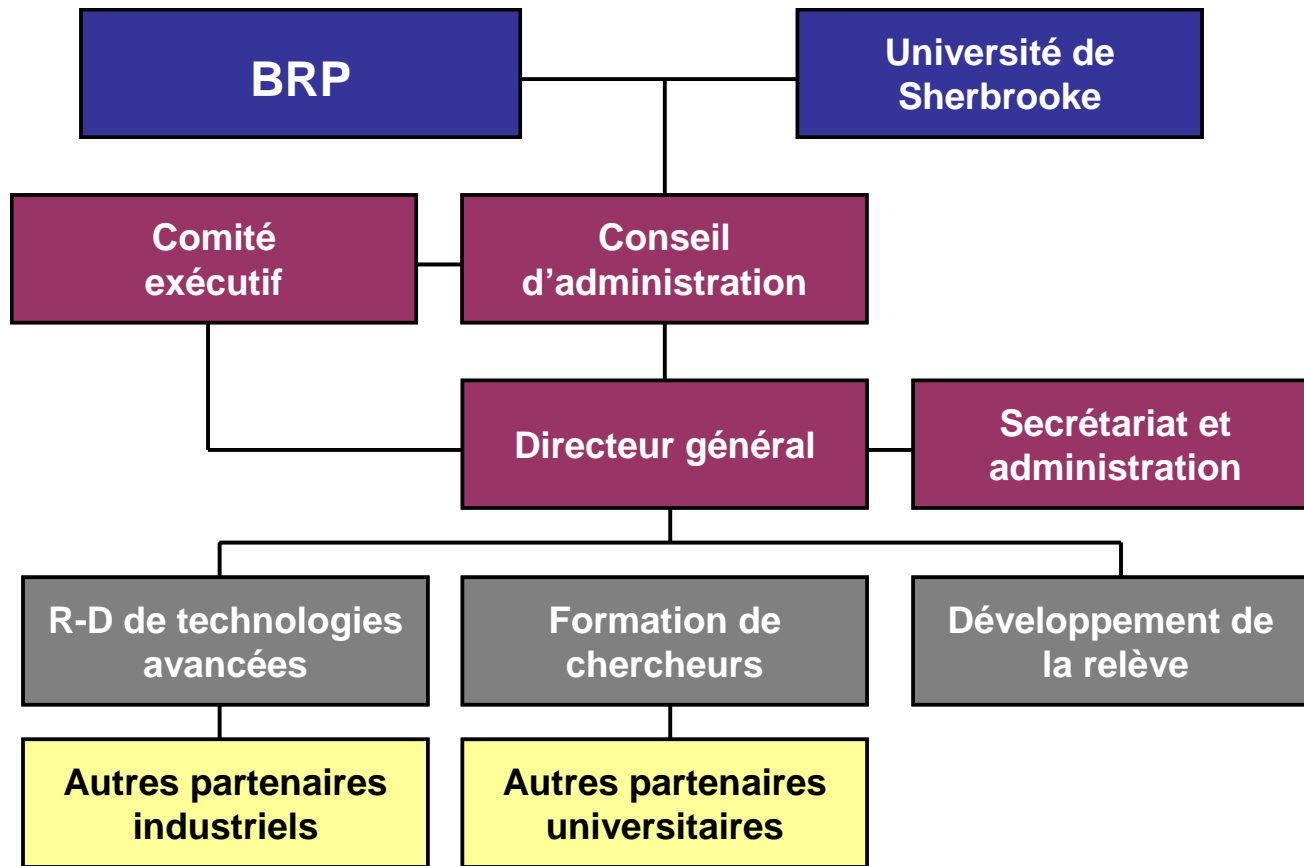 BRP
Université de
Sherbrooke
Comité
exécutif
Conseil
d’administration
Directeur général
Secrétariat et
administration
R-D de technologies
avancées
Formation de
chercheurs
Développement de
la relève
Autres partenaires
industriels
Autres partenaires
universitaires